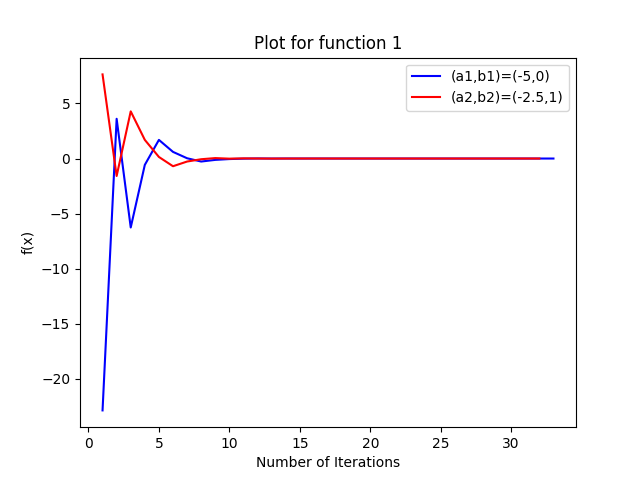 Plot for function 1
(a1,b1)=(-5,0)
(a2,b2)=(-2.5,1)
5
0
−5
−10
−15
−20
f(x)
0 5 10 15 20 25 30
Number of Iterations